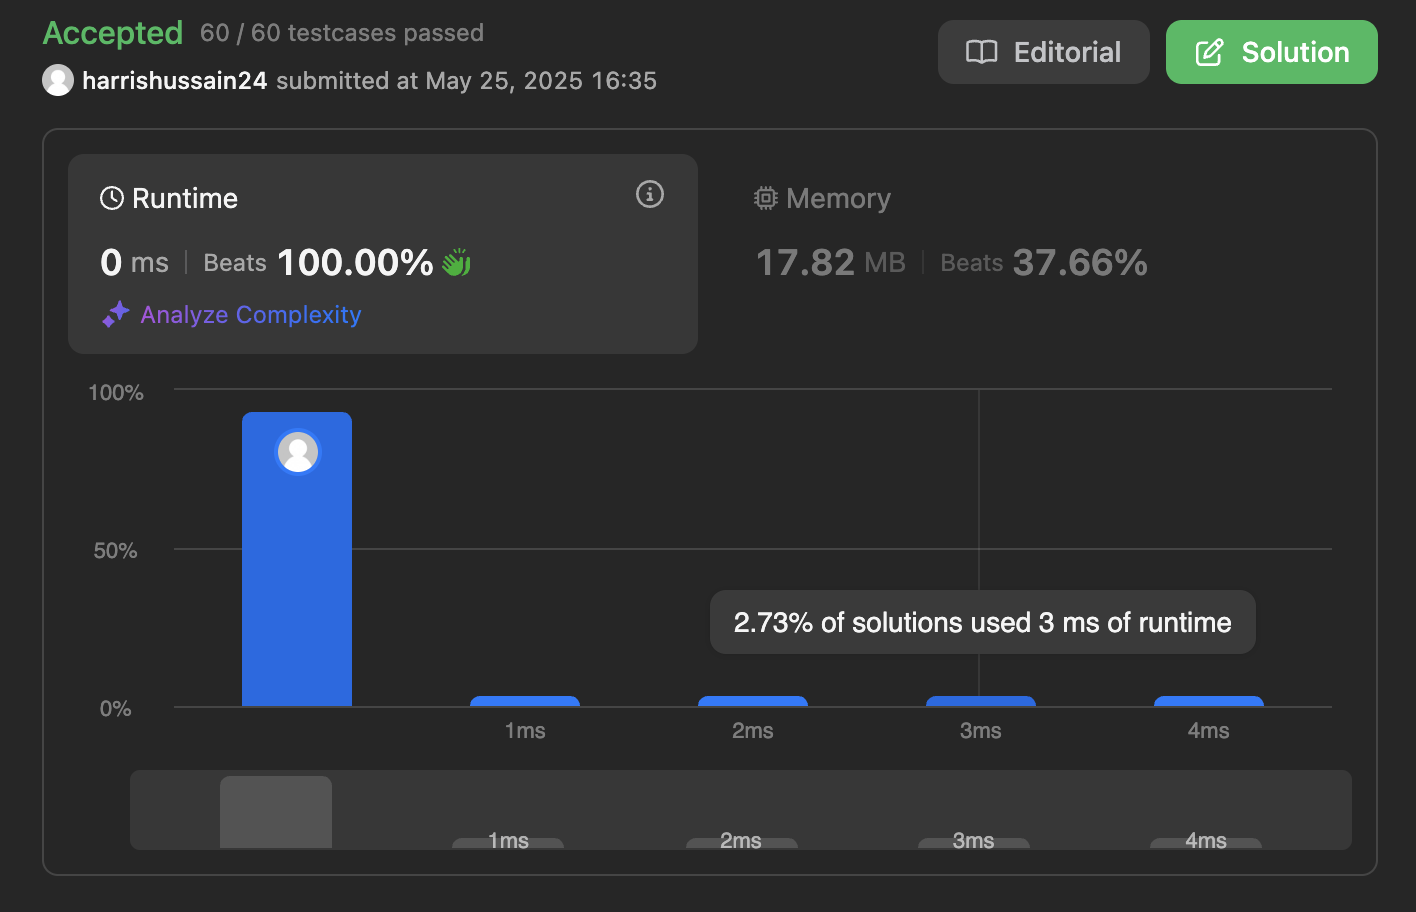 Accepted 60 / 60 testcases passed
harrishussain24 submitted at May 25, 2025 16:35
Editorial
Solution
Runtime
0 ms | Beats 100.00%
Analyze Complexity
Memory
17.82 MB | Beats 37.66%
100%
50%
0%
2.73% of solutions used 3 ms of runtime
1ms 2ms 3ms 4ms
1ms 2ms 3ms 4ms